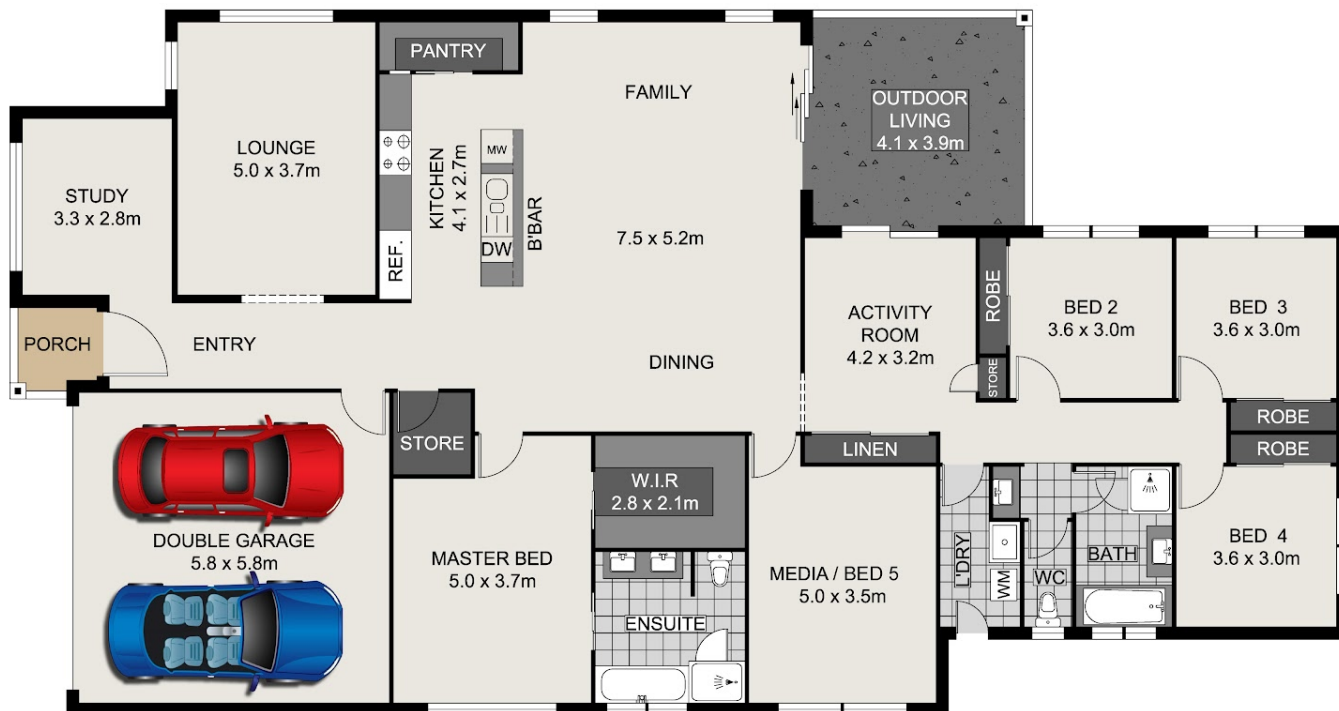 PANTRY
FAMILY
OUTDOOR
LIVING
4.1 x 3.9m
LOUNGE
5.0 x 3.7m
KITCHEN
4.1 x 2.7m
MW
DW
B'BAR
REF.
STUDY
3.3 x 2.8m
7.5 x 5.2m
PORCH
ENTRY
DINING
ACTIVITY
ROOM
4.2 x 3.2m
ROBE
STORE
BED 2
3.6 x 3.0m
BED 3
3.6 x 3.0m
ROBE
ROBE
STORE
LINEN
W.I.R
2.8 x 2.1m
DOUBLE GARAGE
5.8 x 5.8m
MASTER BED
5.0 x 3.7m
ENSUITE
MEDIA / BED 5
5.0 x 3.5m
L'DRY
WM
WC
BATH
BED 4
3.6 x 3.0m